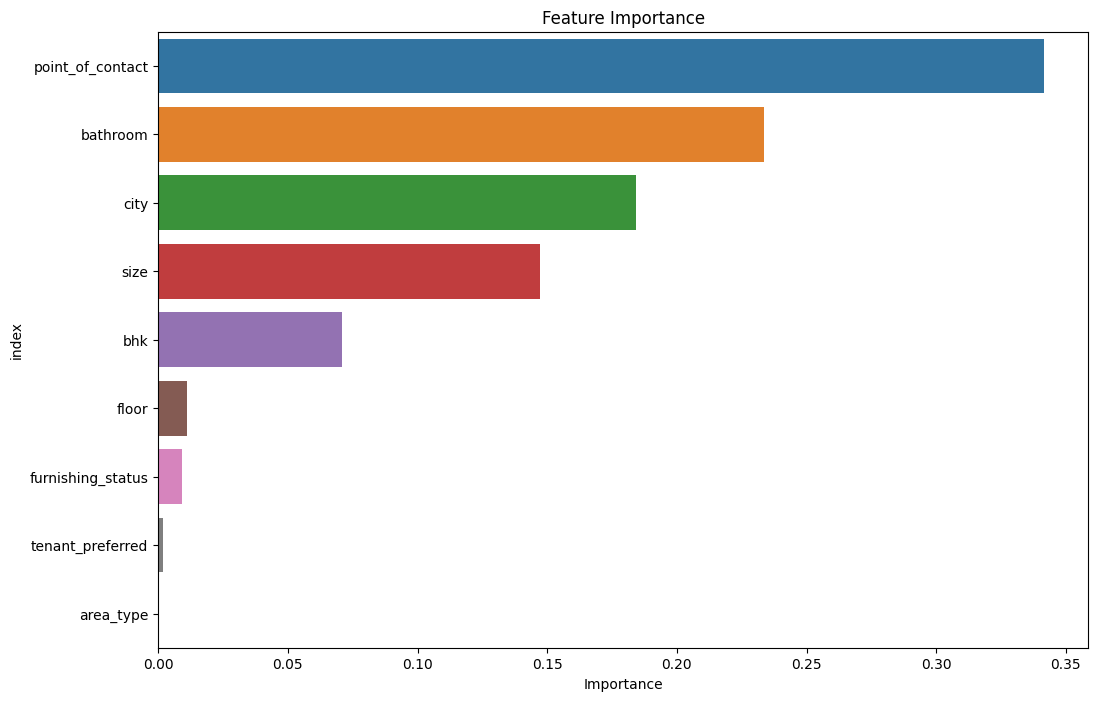 Feature Importance
point_of_contact
bathroom
city
size
bhk
floor
furnishing_status
tenant_preferred
area_type
index
0.00 0.05 0.10 0.15 0.20 0.25 0.30 0.35
Importance